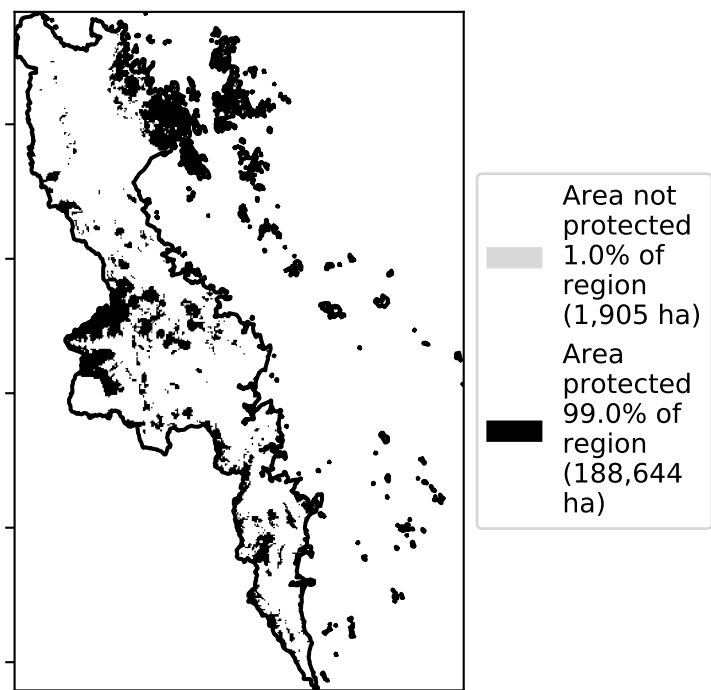 Area not
protected
1.0% of
region
(1,905 ha)
Area
protected
99.0% of
region
(188,644
ha)